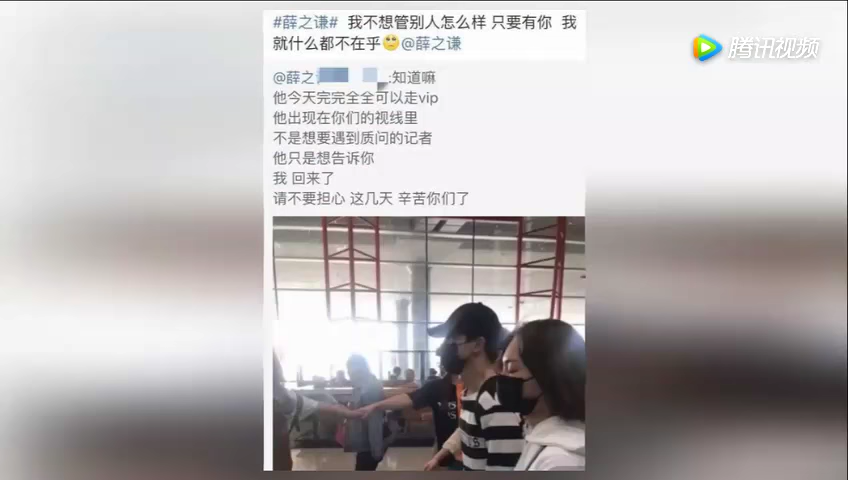 #薛之谦# 我不想管别人怎么样 只要有你 我
就什么都不在乎🙄@薛之谦
腾讯视频
@薛之 :知道嘛
他今天完完全全可以走vip
他出现在你们的视线里
不是想要遇到质问的记者
他只是想告诉你
我 回来了
请不要担心 这几天 辛苦你们了